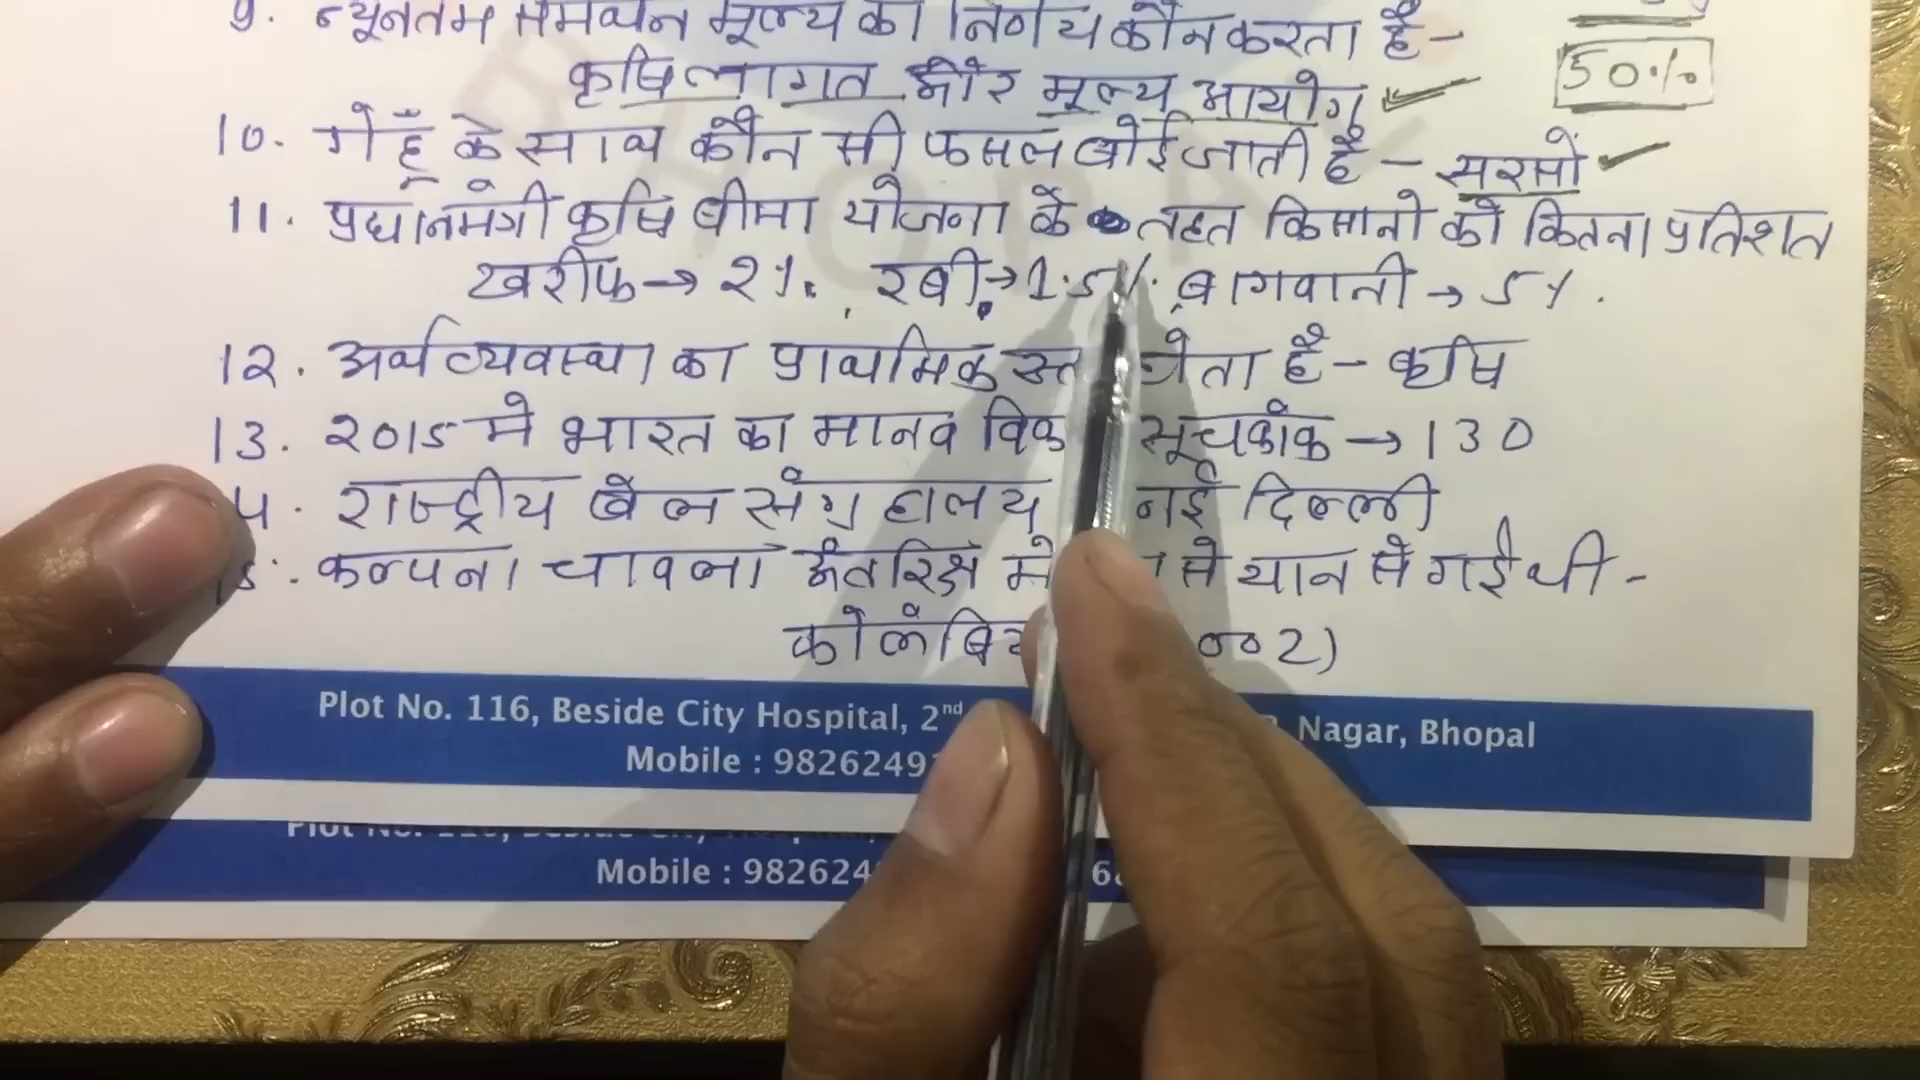 9. न्यूनतम समर्थन मूल्य का निर्णय कौन करता है-
कृषि लागत और मूल्य आयोग
50%
10. गेहूँ के साथ कौन सी फसल बोई जाती है - सरसों
11. प्रधानमंत्री कृषि बीमा योजना के तहत किसानो को कितना प्रतिशत
खरीफ → 2%. रबी → 1.5%. बागवानी → 5%.
12. अर्थव्यवस्था का प्राथमिक होता है - कृषि
13. 2015 मे भारत का मानव सूचकांक → 130
राष्ट्रीय खेल संग्रहालय नई दिल्ली
कल्पना चावला अंतरिक्ष मे से यान से गई थी -
002)
Plot No. 116, Beside City Hospital, 2nd Nagar, Bhopal
Mobile : 9826249
Mobile : 982624